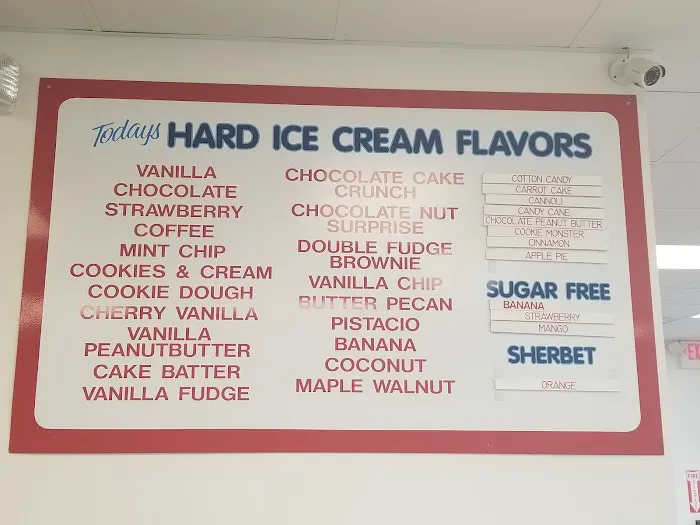 Todays HARD ICE CREAM FLAVORS
VANILLA
CHOCOLATE
STRAWBERRY
COFFEE
MINT CHIP
COOKIES & CREAM
COOKIE DOUGH
CHERRY VANILLA
VANILLA
PEANUTBUTTER
CAKE BATTER
VANILLA FUDGE
CHOCOLATE CAKE
CRUNCH
CHOCOLATE NUT
SURPRISE
DOUBLE FUDGE
BROWNIE
VANILLA CHIP
BUTTER PECAN
PISTACIO
BANANA
COCONUT
MAPLE WALNUT
COTTON CANDY
CARROT CAKE
CANNOLI
CANDY CANE
CHOCOLATE PEANUT BUTTER
COOKIE MONSTER
CINNAMON
APPLE PIE
SUGAR FREE
BANANA
STRAWBERRY
MANGO
SHERBET
ORANGE
EX
FIRE